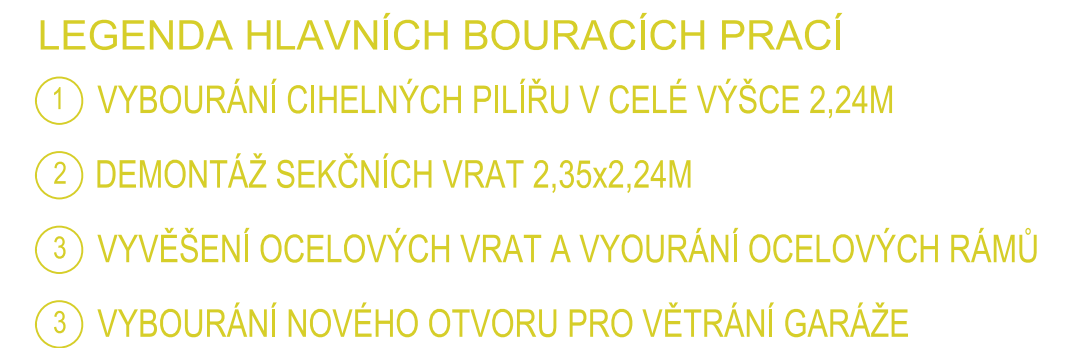 LEGENDA HLAVNÍCH BOURACÍCH PRACÍ
1 VYBOURÁNÍ CIHELNÝCH PILÍŘU V CELÉ VÝŠCE 2,24M
2 DEMONTÁŽ SEKČNÍCH VRAT 2,35x2,24M
3 VYVĚŠENÍ OCELOVÝCH VRAT A VYOURÁNÍ OCELOVÝCH RÁMŮ
3 VYBOURÁNÍ NOVÉHO OTVORU PRO VĚTRÁNÍ GARÁŽE